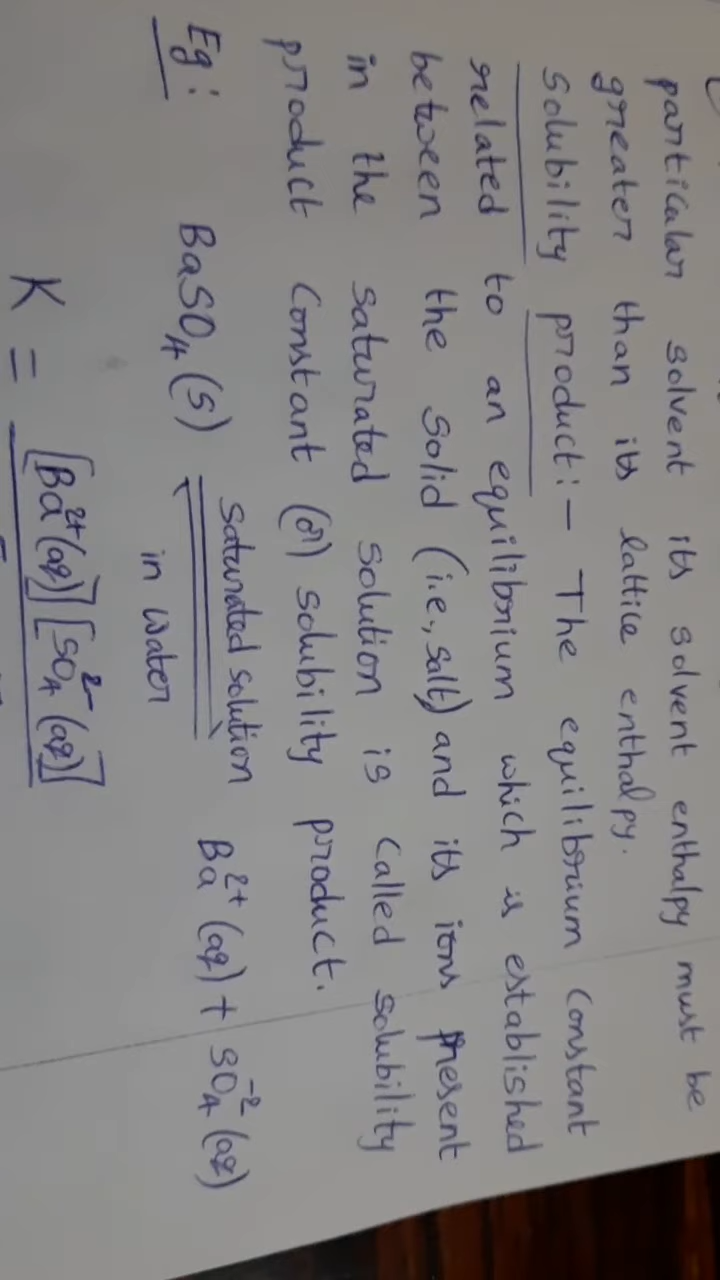 particular solvent its solvent enthalpy must be
greater than its lattice enthalpy.
Solubility product :- The equilibrium constant
related to an equilibrium which is established
between the solid (i.e., salt) and its ions present
in the saturated solution is called solubility
product constant (or) solubility product.
Eg: BaSO₄(s) ⇌ Ba²⁺(aq) + SO₄⁻²(aq)
saturated solution
in water
K = [Ba²⁺(aq)][SO₄²⁻(aq)]